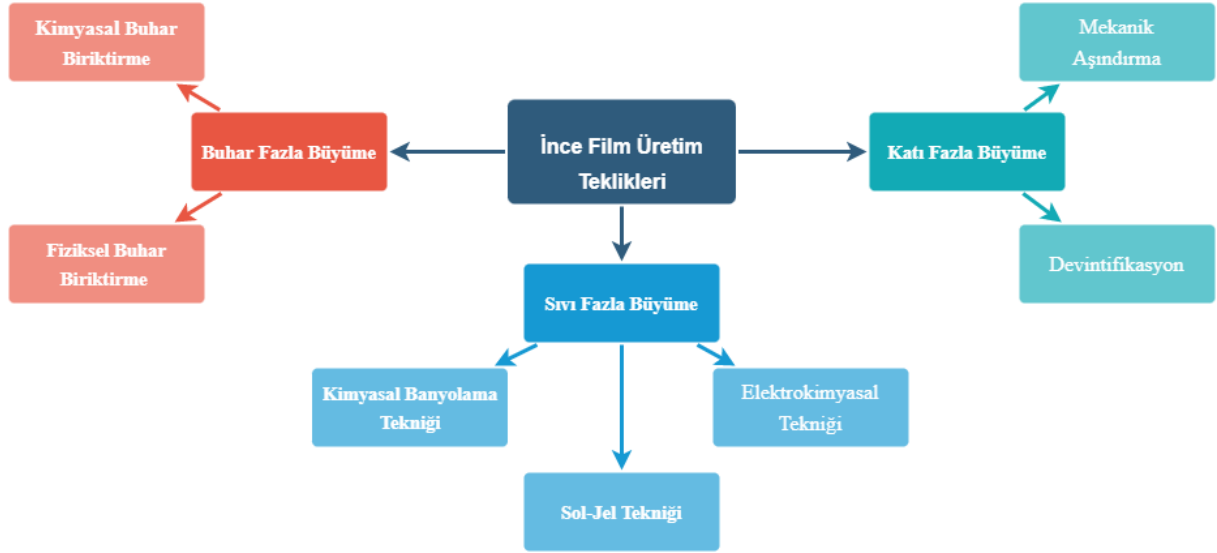 Kimyasal Buhar
Biriktirme
Mekanik
Aşındırma
Buhar Fazla Büyüme
İnce Film Üretim
Teklikleri
Katı Fazla Büyüme
Fiziksel Buhar
Biriktirme
Devintifikasyon
Sıvı Fazla Büyüme
Kimyasal Banyolama
Tekniği
Elektrokimyasal
Tekniği
Sol-Jel Tekniği